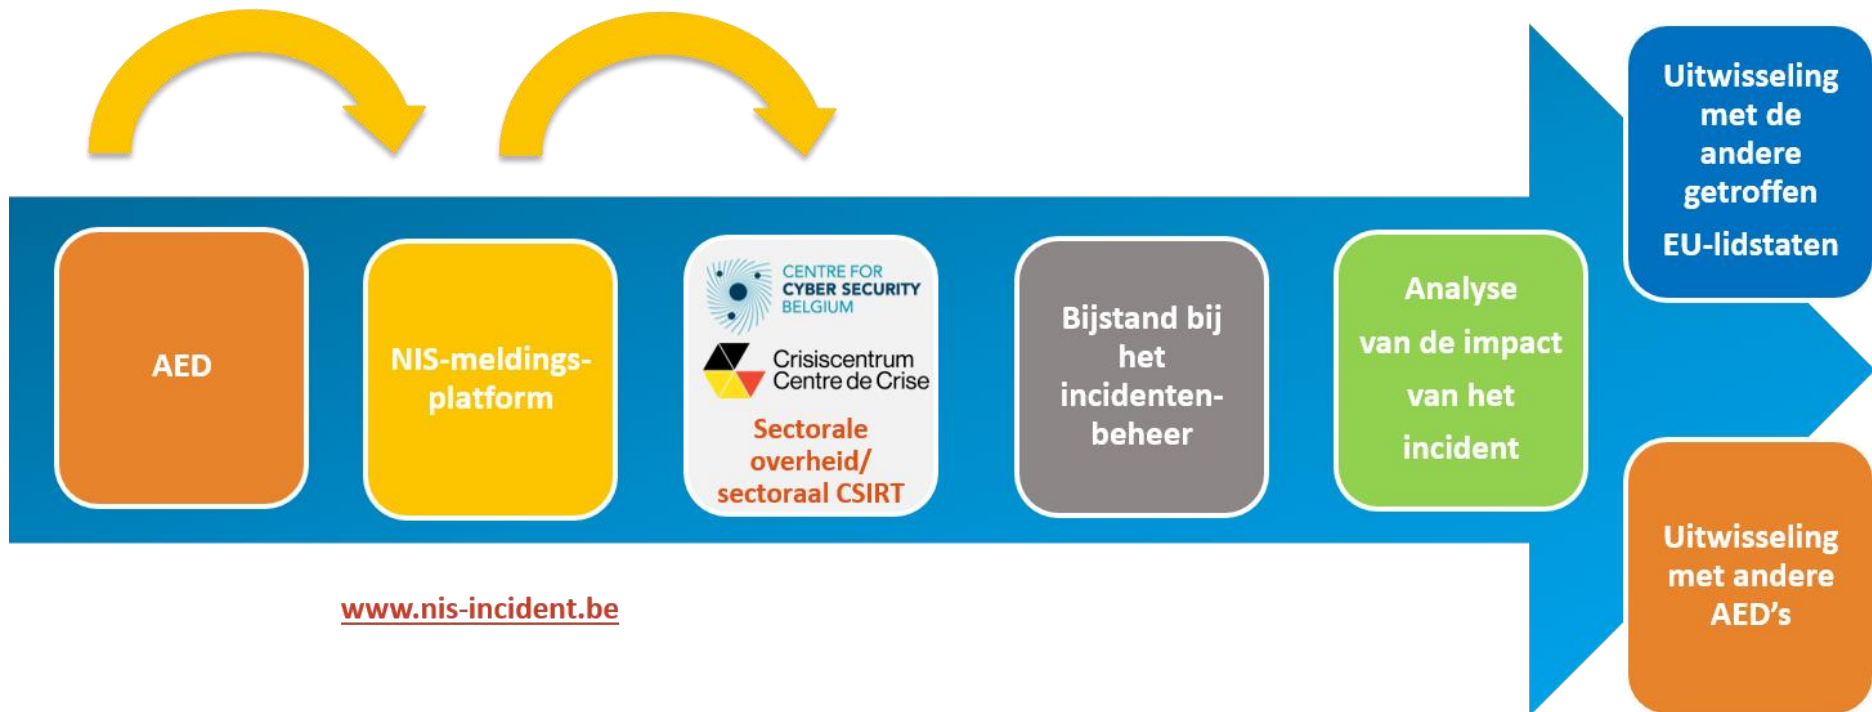 AED
NIS-meldings-
platform
CENTRE FOR
CYBER SECURITY
BELGIUM
Crisiscentrum
Centre de Crise
Sectorale
overheid/
sectoraal CSIRT
Bijstand bij
het
incidenten-
beheer
Analyse
van de impact
van het
incident
Uitwisseling
met de
andere
getroffen
EU-lidstaten
Uitwisseling
met andere
AED’s
www.nis-incident.be